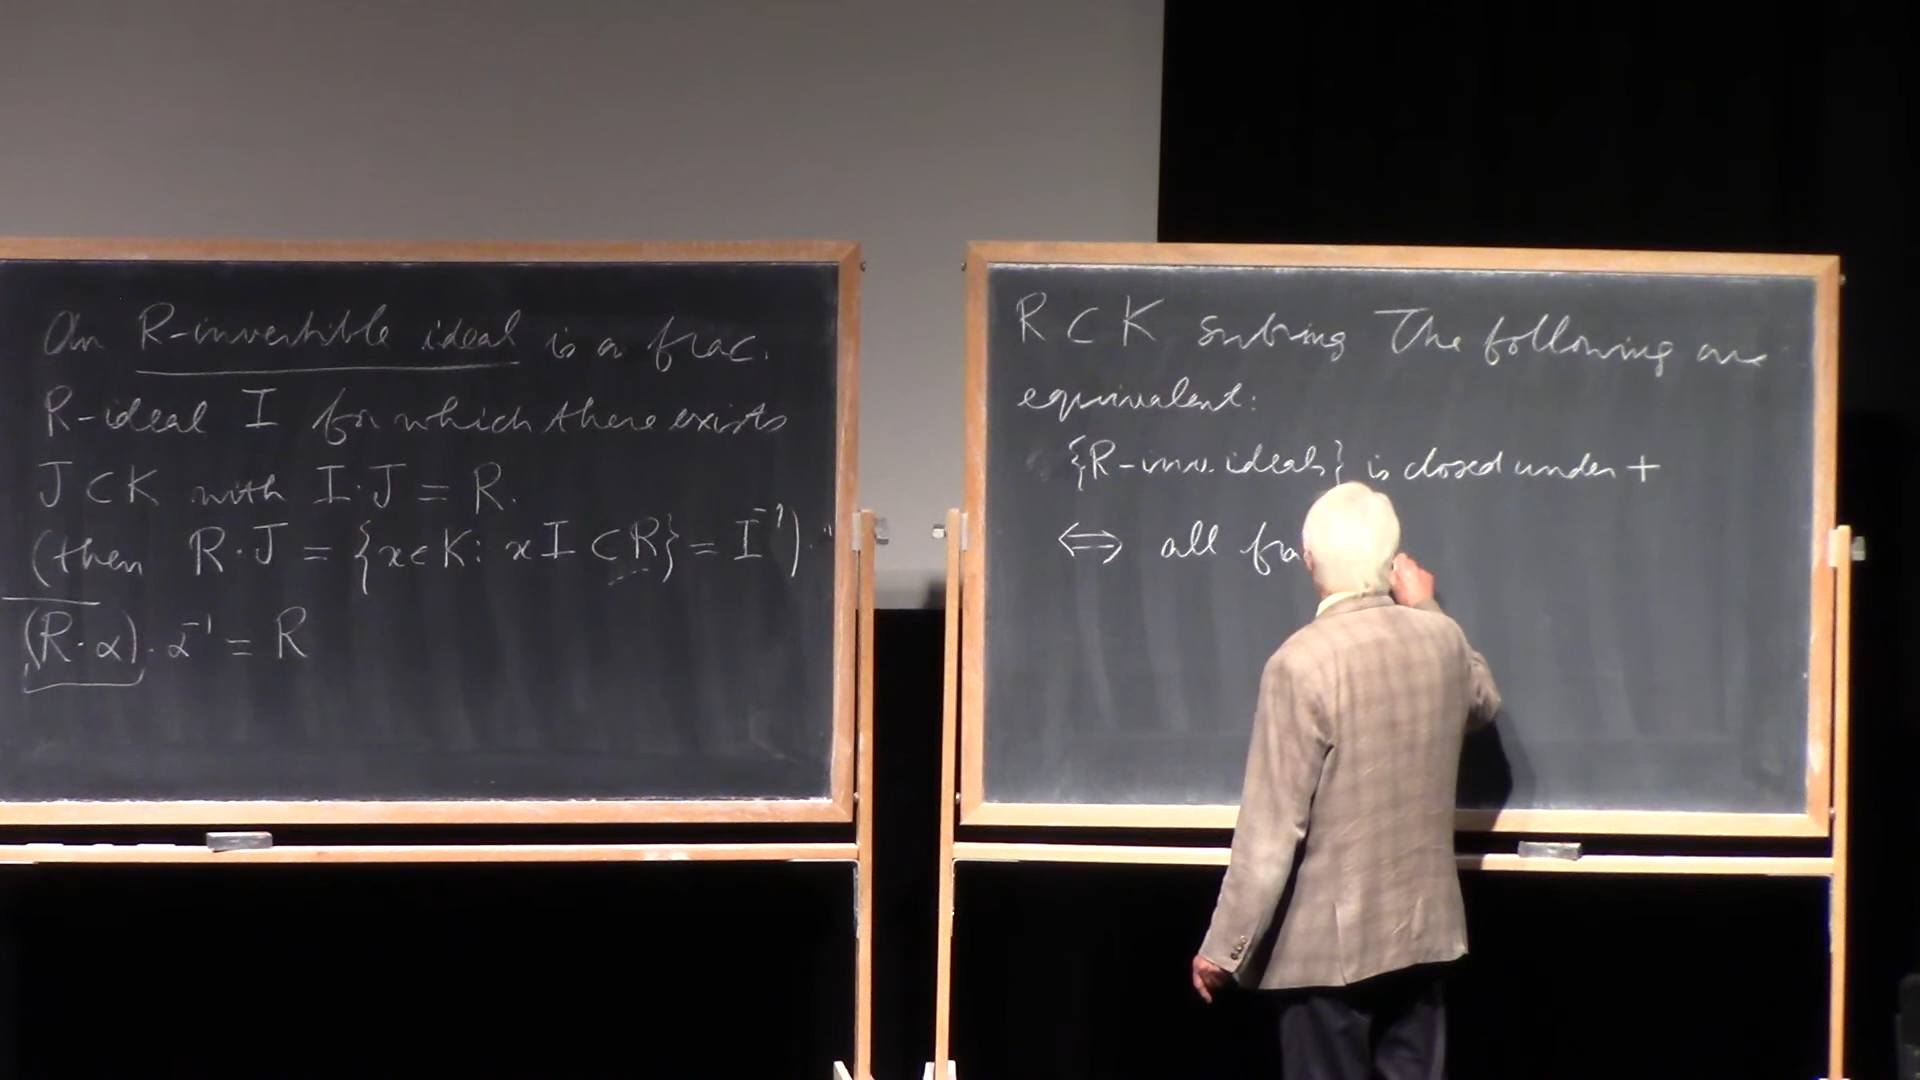 An R-invertible ideal is a frac.
R-ideal I for which there exists
J ⊂ K with I·J = R.
(then R·J = {x∈K: xI ⊂ R} = I⁻¹).
(R·α)·α⁻¹ = R
R ⊂ K subring The following are
equivalent:
{R-inv. ideals} is closed under +
⟺ all fra